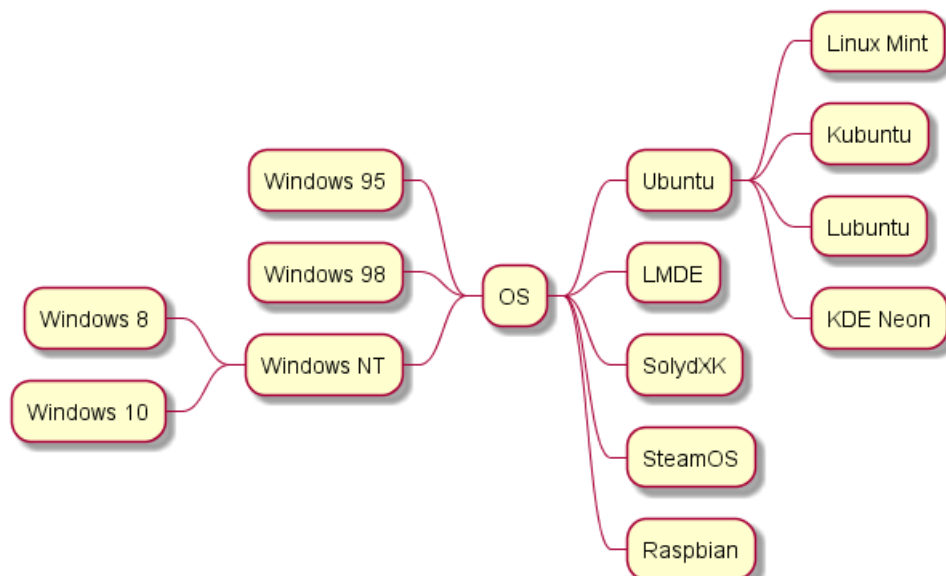 Linux Mint
Kubuntu
Windows 95
Ubuntu
Lubuntu
Windows 98
LMDE
OS
Windows 8
KDE Neon
Windows NT
SolydXK
Windows 10
SteamOS
Raspbian